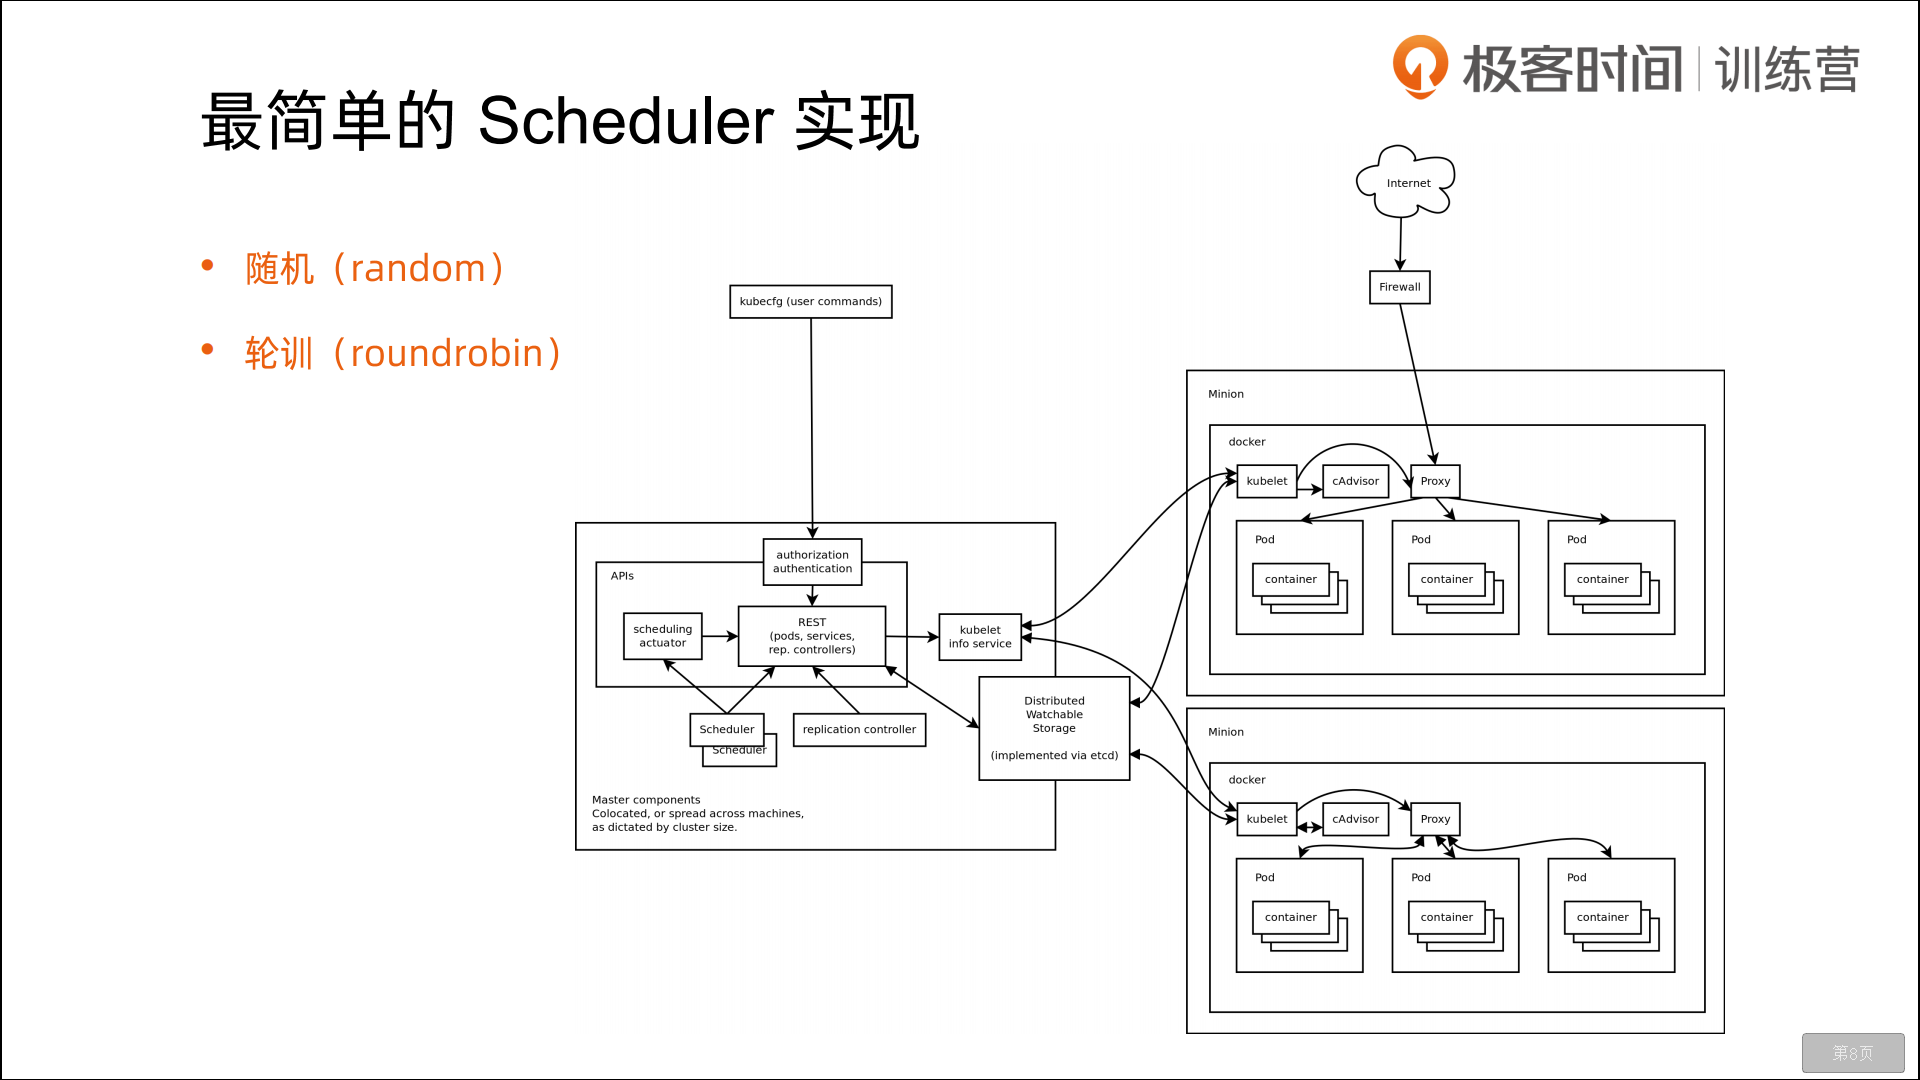 极客时间 | 训练营
最简单的 Scheduler 实现
• 随机（random）
• 轮训（roundrobin）
Internet
Firewall
kubecfg (user commands)
authorization
authentication
APIs
scheduling
actuator
REST
(pods, services,
rep. controllers)
kubelet
info service
Scheduler
Scheduler
replication controller
Distributed
Watchable
Storage
(implemented via etcd)
Master components
Colocated, or spread across machines,
as dictated by cluster size.
Minion
docker
kubelet
cAdvisor
Proxy
Pod
container
Pod
container
Pod
container
Minion
docker
kubelet
cAdvisor
Proxy
Pod
container
Pod
container
Pod
container
第8页